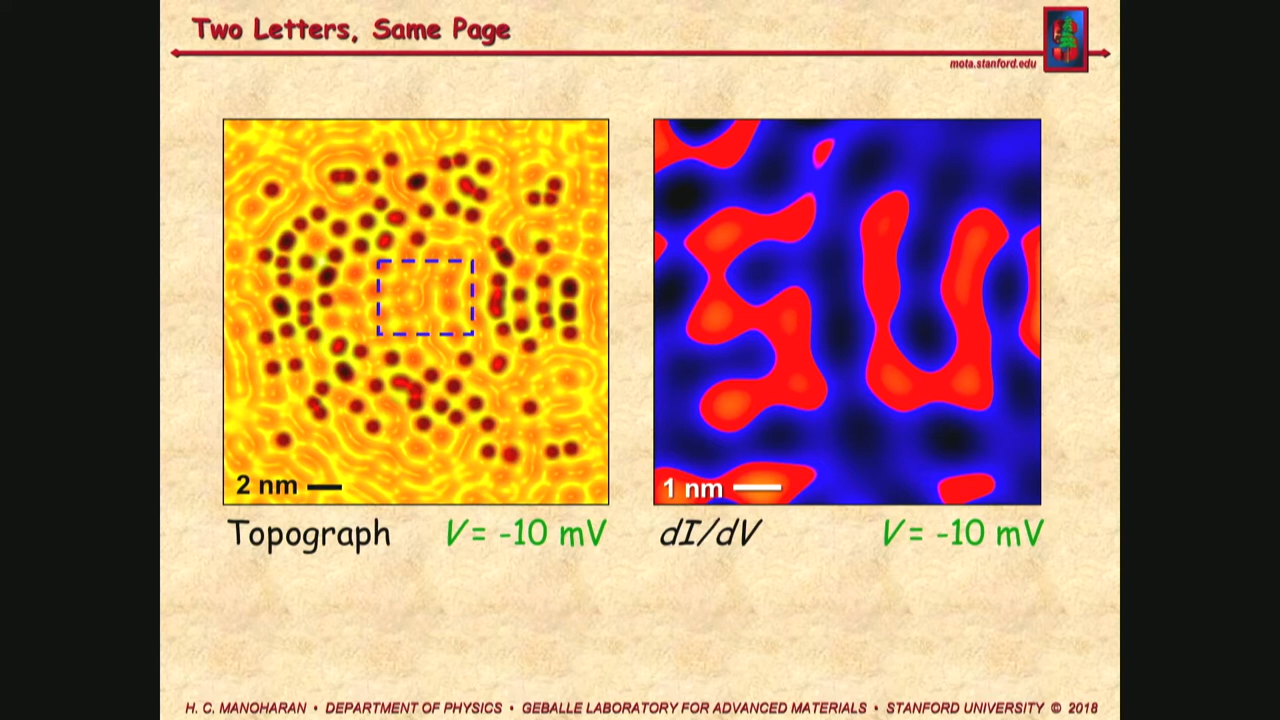 Two Letters, Same Page
mota.stanford.edu
2 nm
SU
1 nm
Topograph V = -10 mV
dI/dV V = -10 mV
H. C. MANOHARAN • DEPARTMENT OF PHYSICS • GEBALLE LABORATORY FOR ADVANCED MATERIALS • STANFORD UNIVERSITY © 2018